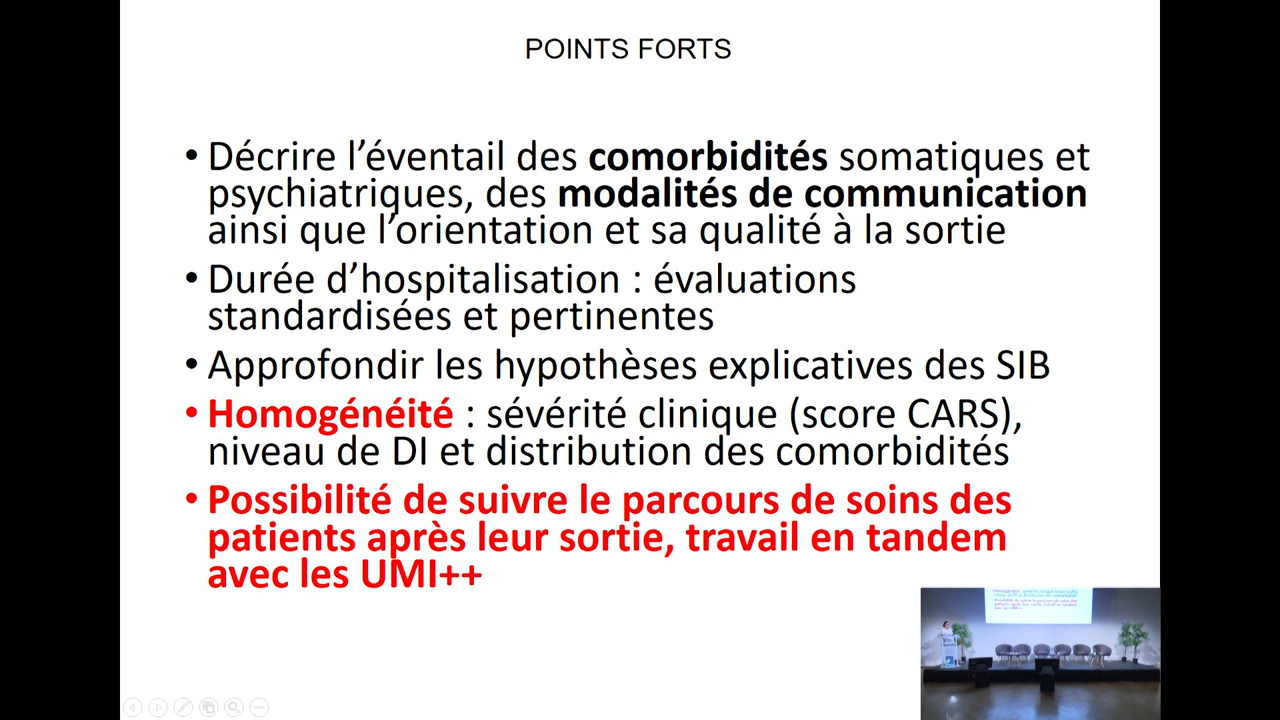 POINTS FORTS
• Décrire l’éventail des comorbidités somatiques et
psychiatriques, des modalités de communication
ainsi que l’orientation et sa qualité à la sortie
• Durée d’hospitalisation : évaluations
standardisées et pertinentes
• Approfondir les hypothèses explicatives des SIB
• Homogénéité : sévérité clinique (score CARS),
niveau de DI et distribution des comorbidités
• Possibilité de suivre le parcours de soins des
patients après leur sortie, travail en tandem
avec les UMI++